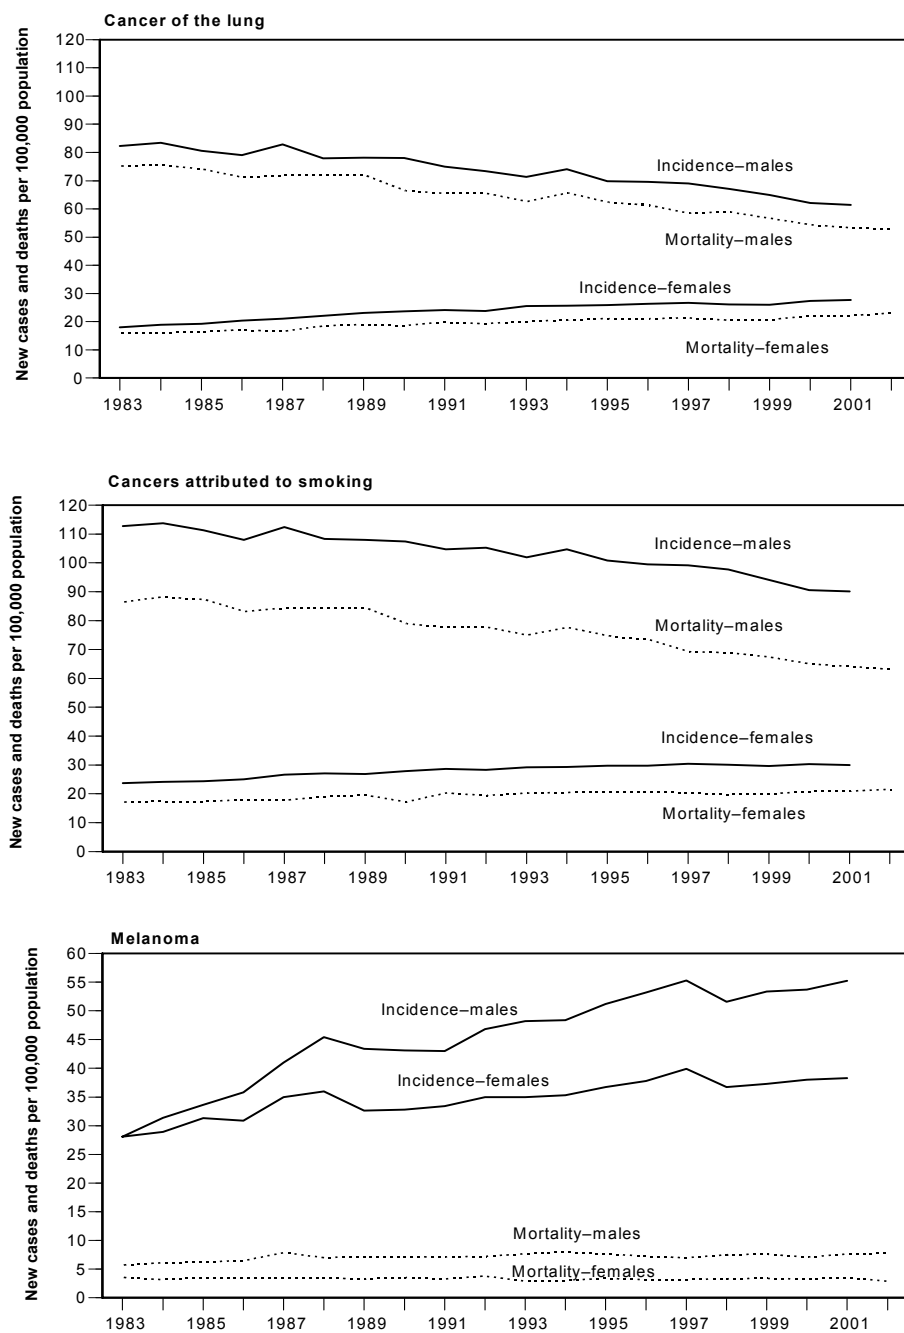 Cancer of the lung
New cases and deaths per 100,000 population
120
110
100
90
80
70
60
50
40
30
20
10
0
Incidence–males
Mortality–males
Incidence–females
Mortality–females
1983 1985 1987 1989 1991 1993 1995 1997 1999 2001
Cancers attributed to smoking
New cases and deaths per 100,000 population
120
110
100
90
80
70
60
50
40
30
20
10
0
Incidence–males
Mortality–males
Incidence–females
Mortality–females
1983 1985 1987 1989 1991 1993 1995 1997 1999 2001
Melanoma
New cases and deaths per 100,000 population
60
55
50
45
40
35
30
25
20
15
10
5
0
Incidence–males
Incidence–females
Mortality–males
Mortality–females
1983 1985 1987 1989 1991 1993 1995 1997 1999 2001